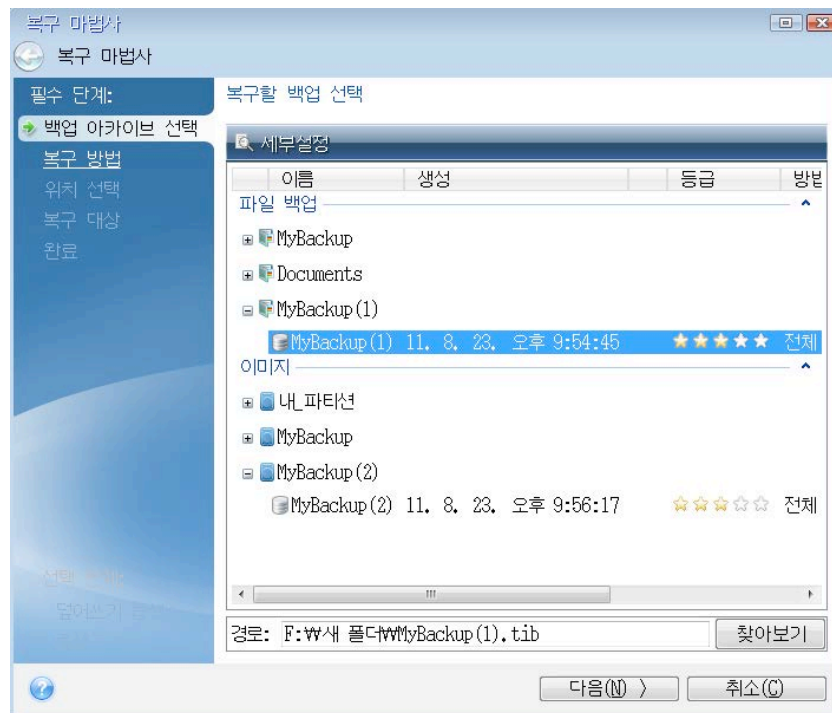 복구 마법사
복구 마법사
필수 단계:
백업 아카이브 선택
복구 방법
위치 선택
복구 대상
완료
복구할 백업 선택
세부설정
이름 생성 등급 방법
파일 백업
MyBackup
Documents
MyBackup(1)
MyBackup(1) 11. 8. 23. 오후 9:54:45 전체
이미지
내_파티션
MyBackup
MyBackup(2)
MyBackup(2) 11. 8. 23. 오후 9:56:17 전체
경로: F:₩새 폴더₩MyBackup(1).tib
찾아보기
다음(N) 〉
취소(C)